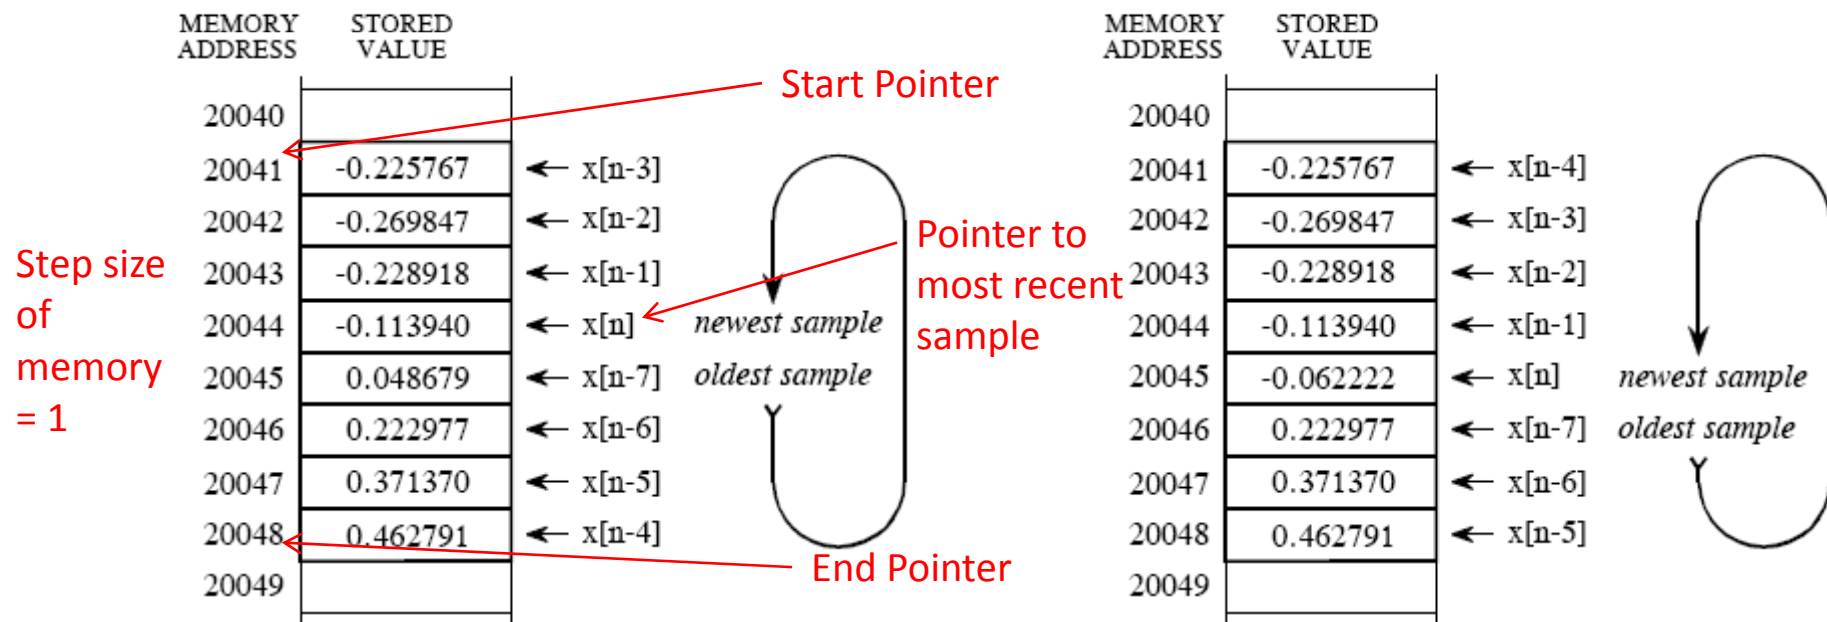 MEMORY ADDRESS STORED VALUE
Start Pointer
20040
20041 -0.225767 x[n-3]
20042 -0.269847 x[n-2]
20043 -0.228918 x[n-1]
20044 -0.113940 x[n] newest sample
20045 0.048679 x[n-7] oldest sample
20046 0.222977 x[n-6]
20047 0.371370 x[n-5]
20048 0.462791 x[n-4]
20049
Step size
of
memory
= 1
Pointer to
most recent
sample
End Pointer
MEMORY ADDRESS STORED VALUE
20040
20041 -0.225767 x[n-4]
20042 -0.269847 x[n-3]
20043 -0.228918 x[n-2]
20044 -0.113940 x[n-1]
20045 -0.062222 x[n] newest sample
20046 0.222977 x[n-7] oldest sample
20047 0.371370 x[n-6]
20048 0.462791 x[n-5]
20049